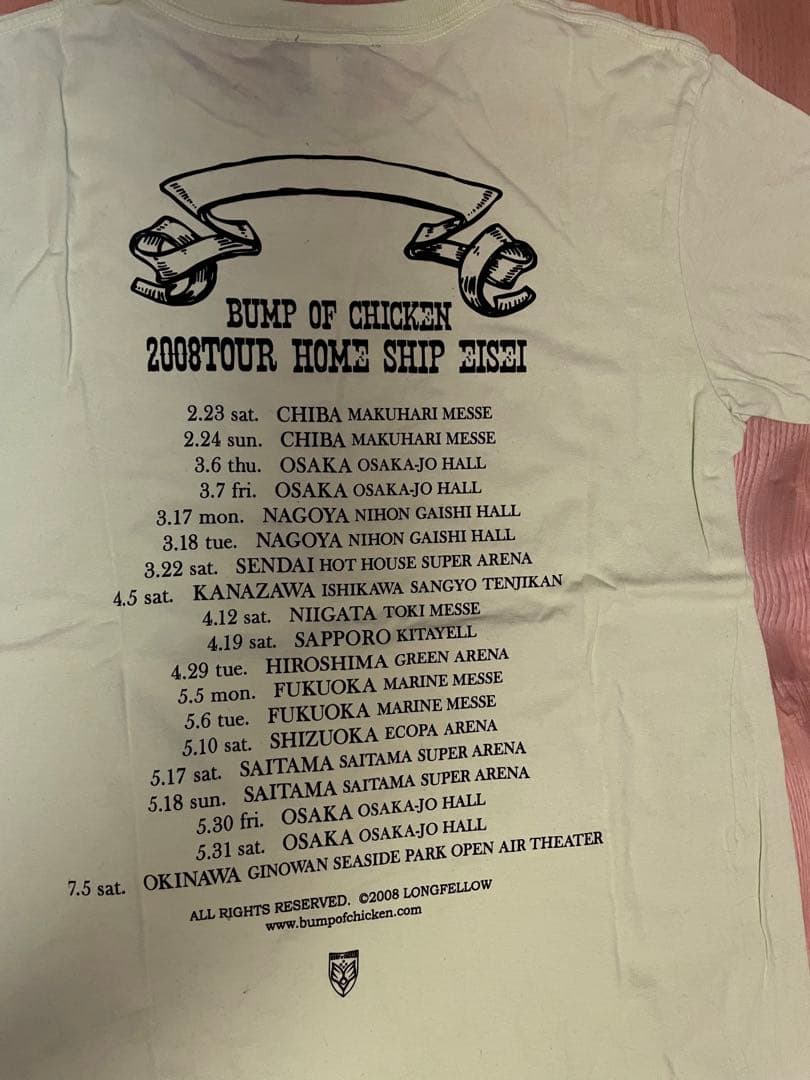 BUMP OF CHICKEN
2008TOUR HOME SHIP EISEI
2.23 sat. CHIBA MAKUHARI MESSE
2.24 sun. CHIBA MAKUHARI MESSE
3.6 thu. OSAKA OSAKA-JO HALL
3.7 fri. OSAKA OSAKA-JO HALL
3.17 mon. NAGOYA NIHON GAISHI HALL
3.18 tue. NAGOYA NIHON GAISHI HALL
3.22 sat. SENDAI HOT HOUSE SUPER ARENA
4.5 sat. KANAZAWA ISHIKAWA SANGYO TENJIKAN
4.12 sat. NIIGATA TOKI MESSE
4.19 sat. SAPPORO KITAYELL
4.29 tue. HIROSHIMA GREEN ARENA
5.5 mon. FUKUOKA MARINE MESSE
5.6 tue. FUKUOKA MARINE MESSE
5.10 sat. SHIZUOKA ECOPA ARENA
5.17 sat. SAITAMA SAITAMA SUPER ARENA
5.18 sun. SAITAMA SAITAMA SUPER ARENA
5.30 fri. OSAKA OSAKA-JO HALL
5.31 sat. OSAKA OSAKA-JO HALL
7.5 sat. OKINAWA GINOWAN SEASIDE PARK OPEN AIR THEATER
ALL RIGHTS RESERVED. ©2008 LONGFELLOW
www.bumpofchicken.com